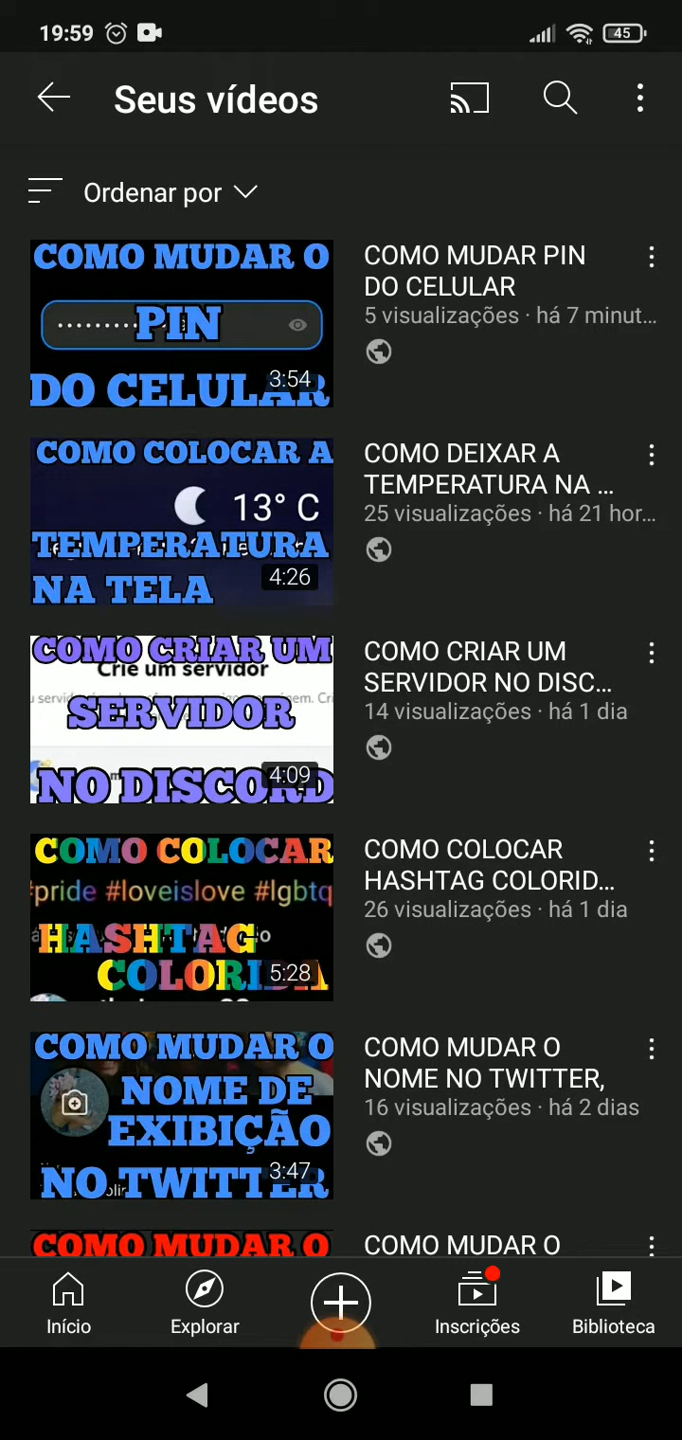 19:59
45
Seus vídeos
Ordenar por
COMO MUDAR O
PIN
DO CELULAR
3:54
COMO MUDAR PIN
DO CELULAR
5 visualizações · há 7 minut...
COMO COLOCAR A
13° C
TEMPERATURA
NA TELA
4:26
COMO DEIXAR A
TEMPERATURA NA ...
25 visualizações · há 21 hor...
COMO CRIAR UM
Crie um servidor
SERVIDOR
NO DISCORD
4:09
COMO CRIAR UM
SERVIDOR NO DISC...
14 visualizações · há 1 dia
COMO COLOCAR
#pride #loveislove #lgbtq
HASHTAG
COLORIDA
5:28
COMO COLOCAR
HASHTAG COLORID...
26 visualizações · há 1 dia
COMO MUDAR O
NOME DE
EXIBIÇÃO
NO TWITTER
3:47
COMO MUDAR O
NOME NO TWITTER,
16 visualizações · há 2 dias
COMO MUDAR O
COMO MUDAR O
Início
Explorar
Inscrições
Biblioteca